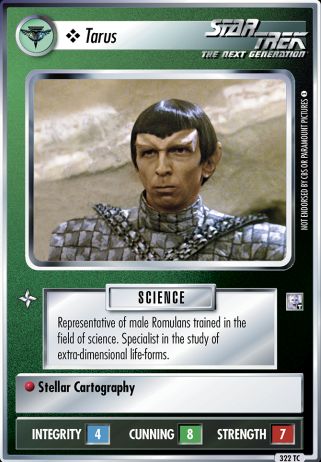 ❖ Tarus
STAR TREK
THE NEXT GENERATION
NOT ENDORSED BY CBS OR PARAMOUNT PICTURES
SCIENCE
Representative of male Romulans trained in the
field of science. Specialist in the study of
extra-dimensional life-forms.
Stellar Cartography
INTEGRITY 4 CUNNING 8 STRENGTH 7
322 TC